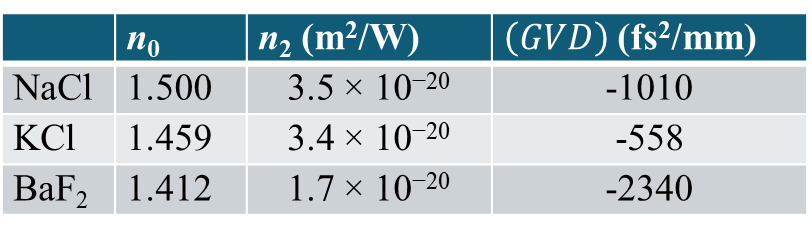 n₀ n₂ (m²/W) (GVD) (fs²/mm)
NaCl 1.500 3.5 × 10⁻²⁰ -1010
KCl 1.459 3.4 × 10⁻²⁰ -558
BaF₂ 1.412 1.7 × 10⁻²⁰ -2340